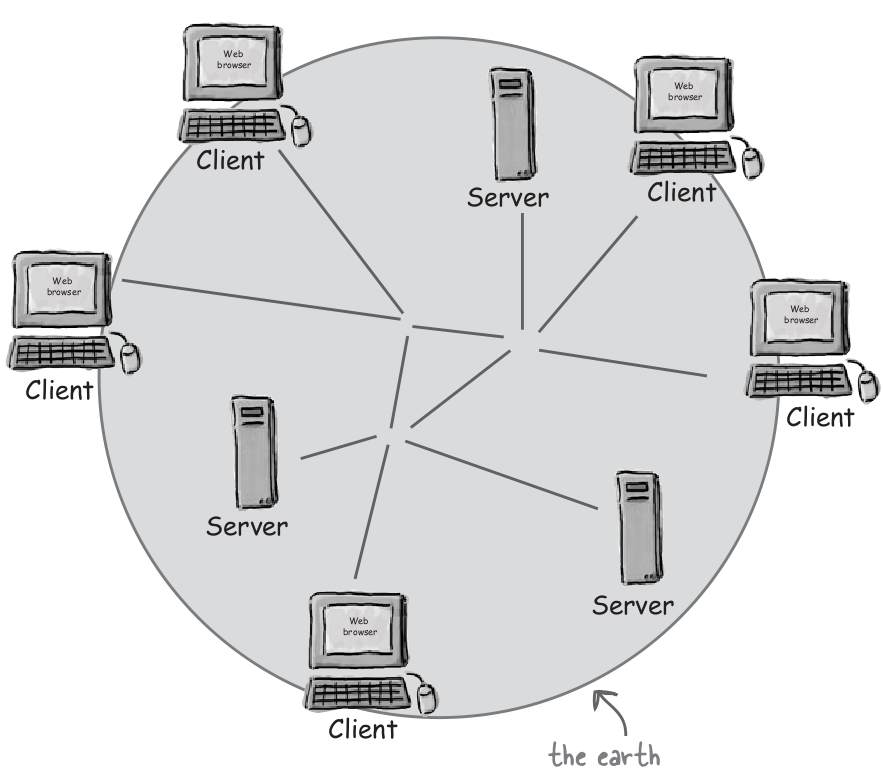 Web
browser
Client
Server
Web
browser
Client
Web
browser
Client
Web
browser
Client
Server
Server
Web
browser
Client
the earth